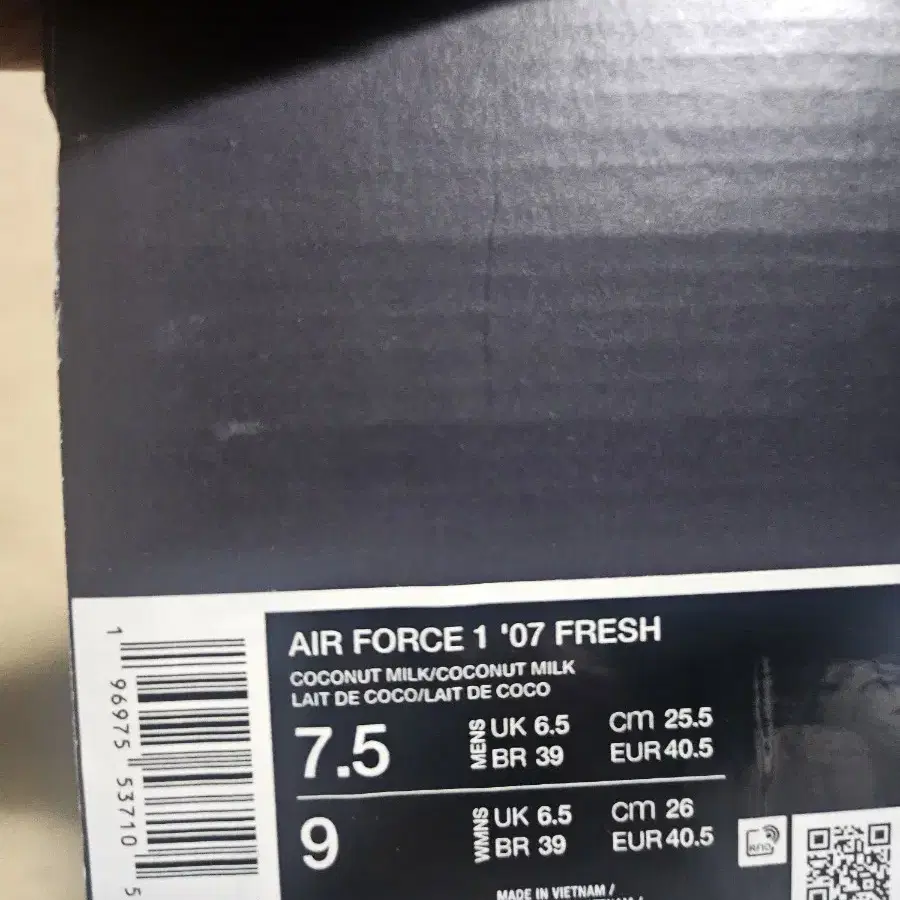 AIR FORCE 1 '07 FRESH
COCONUT MILK/COCONUT MILK
LAIT DE COCO/LAIT DE COCO
7.5
MENS
UK 6.5
BR 39
cm 25.5
EUR 40.5
9
WMNS
UK 6.5
BR 39
cm 26
EUR 40.5
RFID
MADE IN VIETNAM /
1 96975 53710 5